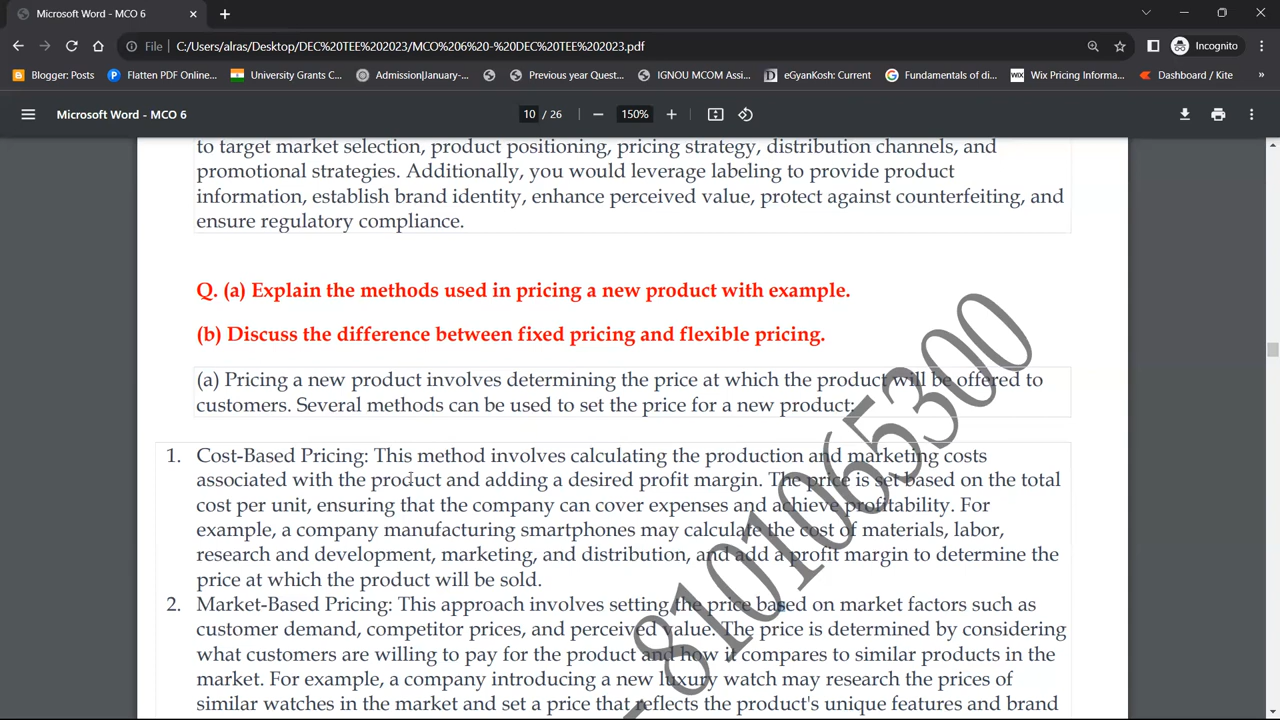 Microsoft Word - MCO 6
File C:/Users/alras/Desktop/DEC%20TEE%202023/MCO%206%20-%20DEC%20TEE%202023.pdf Incognito
Blogger: Posts Flatten PDF Online... University Grants C... Admission|January-... Previous year Quest... IGNOU MCOM Assi... eGyanKosh: Current Fundamentals of di... Wix Pricing Informa... Dashboard / Kite »
Microsoft Word - MCO 6 10 / 26 150%
to target market selection, product positioning, pricing strategy, distribution channels, and
promotional strategies. Additionally, you would leverage labeling to provide product
information, establish brand identity, enhance perceived value, protect against counterfeiting, and
ensure regulatory compliance.
Q. (a) Explain the methods used in pricing a new product with example.
(b) Discuss the difference between fixed pricing and flexible pricing.
(a) Pricing a new product involves determining the price at which the product will be offered to
customers. Several methods can be used to set the price for a new product:
1. Cost-Based Pricing: This method involves calculating the production and marketing costs
associated with the product and adding a desired profit margin. The price is set based on the total
cost per unit, ensuring that the company can cover expenses and achieve profitability. For
example, a company manufacturing smartphones may calculate the cost of materials, labor,
research and development, marketing, and distribution, and add a profit margin to determine the
price at which the product will be sold.
2. Market-Based Pricing: This approach involves setting the price based on market factors such as
customer demand, competitor prices, and perceived value. The price is determined by considering
what customers are willing to pay for the product and how it compares to similar products in the
market. For example, a company introducing a new luxury watch may research the prices of
similar watches in the market and set a price that reflects the product's unique features and brand
- 8101065300